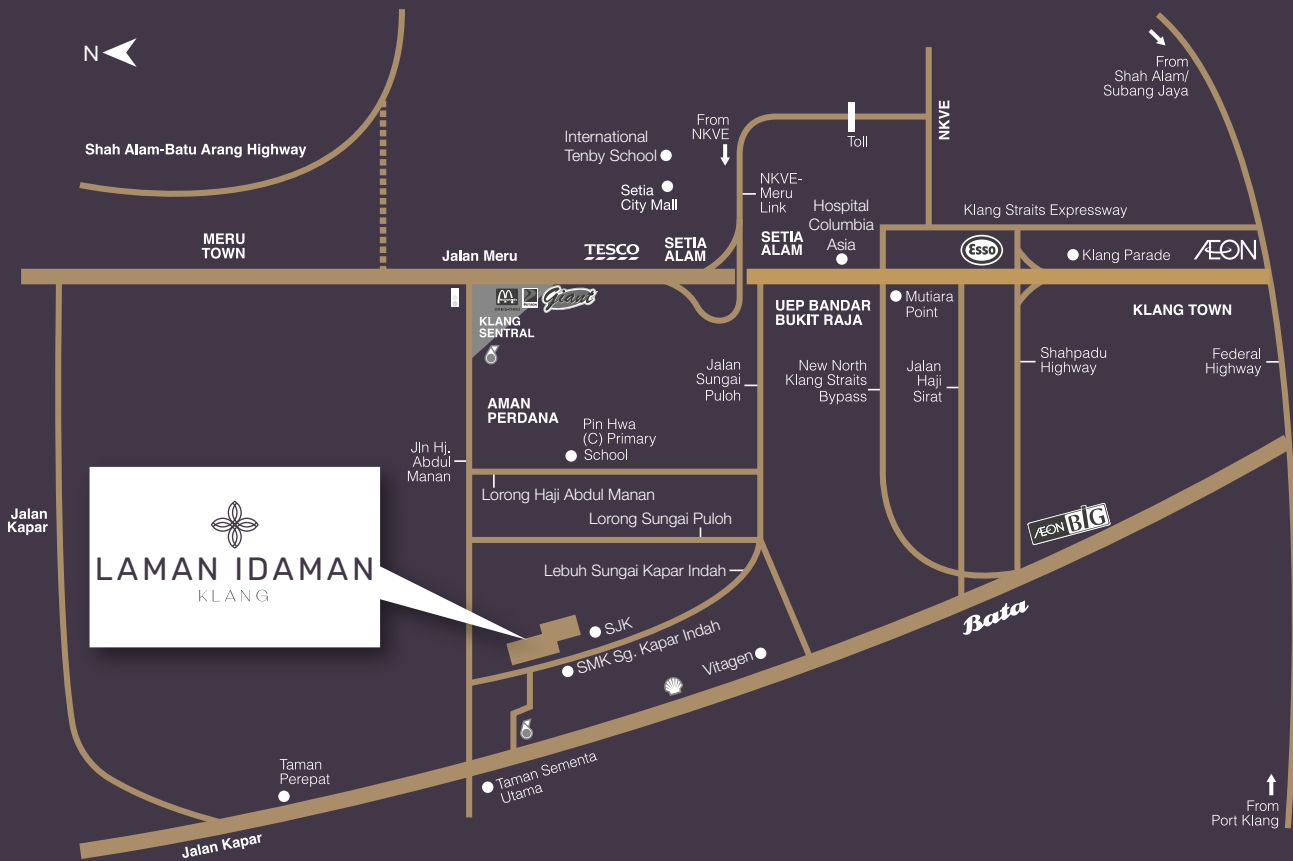 N
From
Shah Alam/
Subang Jaya
NKVE
From
NKVE
Toll
International
Tenby School
Shah Alam-Batu Arang Highway
Setia
City Mall
NKVE-
Meru
Link
Hospital
Columbia
Asia
Klang Straits Expressway
MERU
TOWN
Jalan Meru
TESCO
SETIA
ALAM
SETIA
ALAM
Esso
Klang Parade
ÆON
Giant
KLANG
SENTRAL
UEP BANDAR
BUKIT RAJA
Mutiara
Point
KLANG TOWN
Jalan
Sungai
Puloh
New North
Klang Straits
Bypass
Jalan
Haji
Sirat
Shahpadu
Highway
Federal
Highway
AMAN
PERDANA
Pin Hwa
(C) Primary
School
Jln Hj.
Abdul
Manan
Lorong Haji Abdul Manan
Jalan
Kapar
Lorong Sungai Puloh
ÆON BIG
LAMAN IDAMAN
KLANG
Lebuh Sungai Kapar Indah
Bata
SJK
SMK Sg. Kapar Indah
Vitagen
Taman
Perepat
Taman Sementa
Utama
From
Port Klang
Jalan Kapar